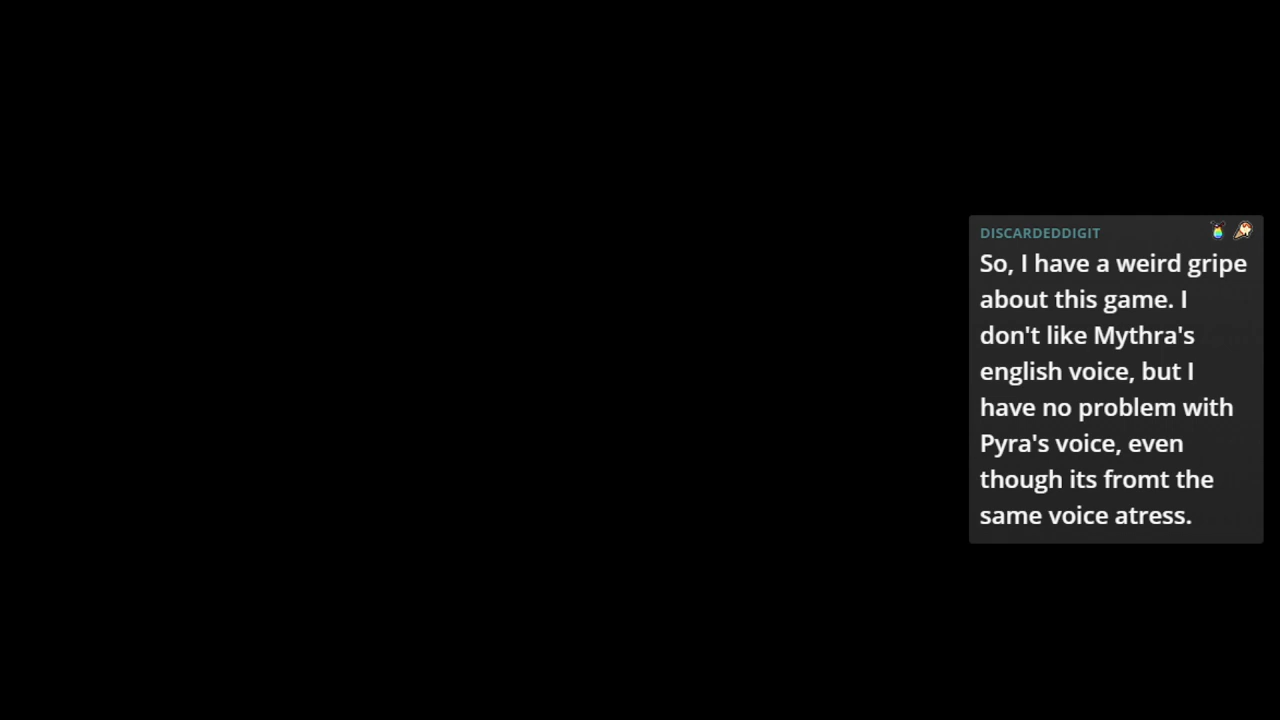 DISCARDEDDIGIT
So, I have a weird gripe
about this game. I
don't like Mythra's
english voice, but I
have no problem with
Pyra's voice, even
though its fromt the
same voice atress.